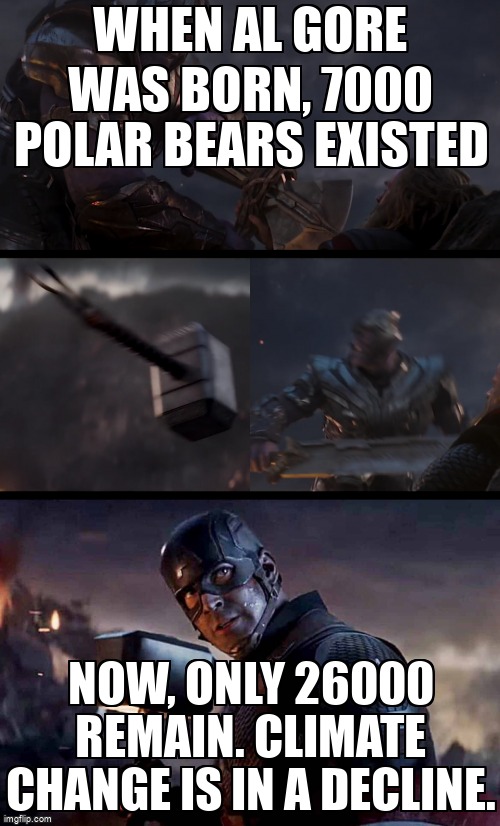 WHEN AL GORE
WAS BORN, 7000
POLAR BEARS EXISTED
NOW, ONLY 26000
REMAIN. CLIMATE
CHANGE IS IN A DECLINE.
imgflip.com